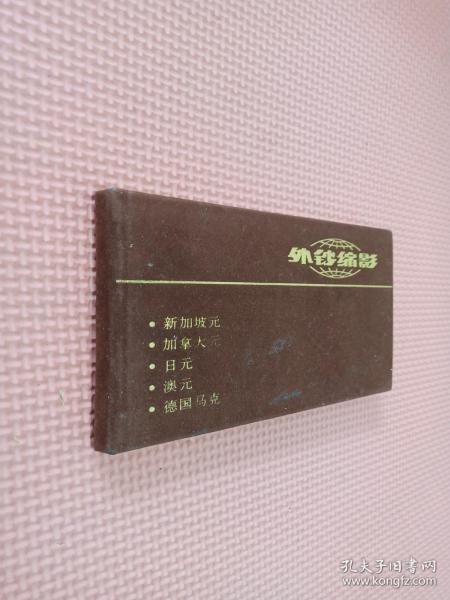 外钞缩影
• 新加坡元
• 加拿大元
• 日元
• 澳元
• 德国马克
孔夫子旧书网
www.kongfz.com